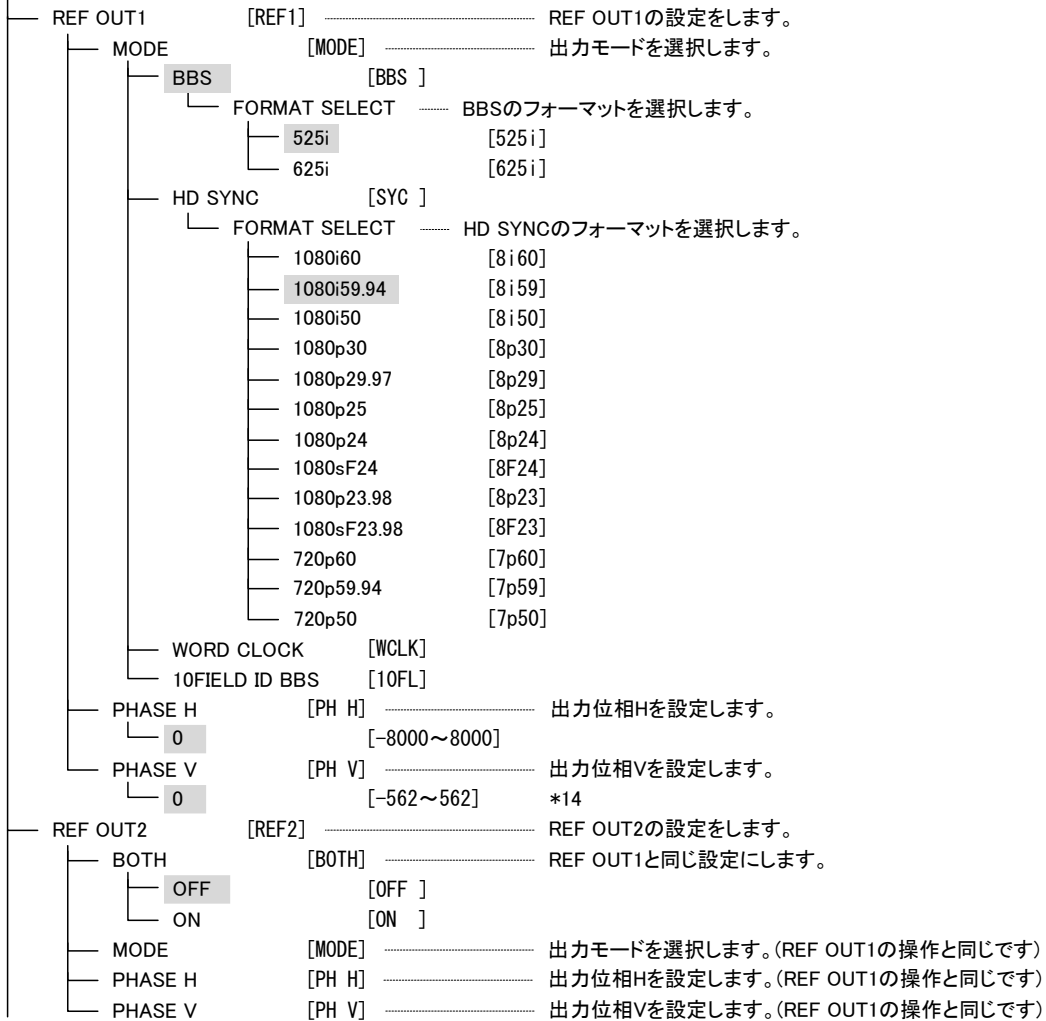 REF OUT1 [REF1] REF OUT1の設定をします。
MODE [MODE] 出力モードを選択します。
BBS [BBS ]
FORMAT SELECT BBSのフォーマットを選択します。
525i [525i]
625i [625i]
HD SYNC [SYC ]
FORMAT SELECT HD SYNCのフォーマットを選択します。
1080i60 [8i60]
1080i59.94 [8i59]
1080i50 [8i50]
1080p30 [8p30]
1080p29.97 [8p29]
1080p25 [8p25]
1080p24 [8p24]
1080sF24 [8F24]
1080p23.98 [8p23]
1080sF23.98 [8F23]
720p60 [7p60]
720p59.94 [7p59]
720p50 [7p50]
WORD CLOCK [WCLK]
10FIELD ID BBS [10FL]
PHASE H [PH H] 出力位相Hを設定します。
0 [-8000～8000]
PHASE V [PH V] 出力位相Vを設定します。
0 [-562～562] *14
REF OUT2 [REF2] REF OUT2の設定をします。
BOTH [BOTH] REF OUT1と同じ設定にします。
OFF [OFF ]
ON [ON  ]
MODE [MODE] 出力モードを選択します。(REF OUT1の操作と同じです)
PHASE H [PH H] 出力位相Hを設定します。(REF OUT1の操作と同じです)
PHASE V [PH V] 出力位相Vを設定します。(REF OUT1の操作と同じです)